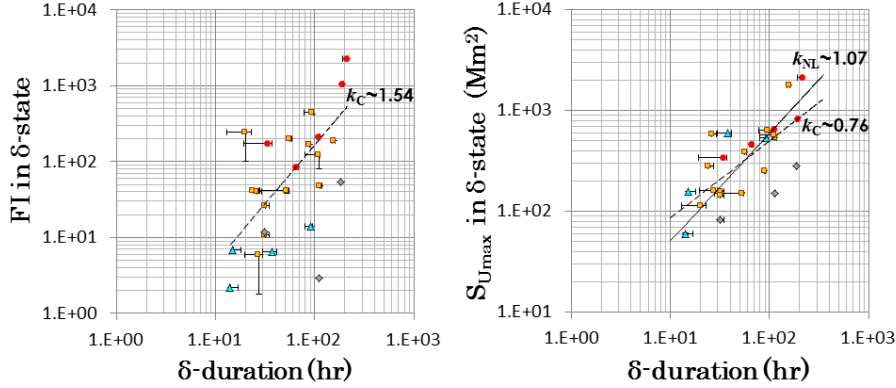 1.E+04
1.E+03
1.E+02
1.E+01
1.E+00
FI in δ-state
k_C~1.54
1.E+00 1.E+01 1.E+02 1.E+03
δ-duration (hr)
1.E+04
1.E+03
1.E+02
1.E+01
S_Umax in δ-state (Mm²)
k_NL~1.07
k_C~0.76
1.E+00 1.E+01 1.E+02 1.E+03
δ-duration (hr)